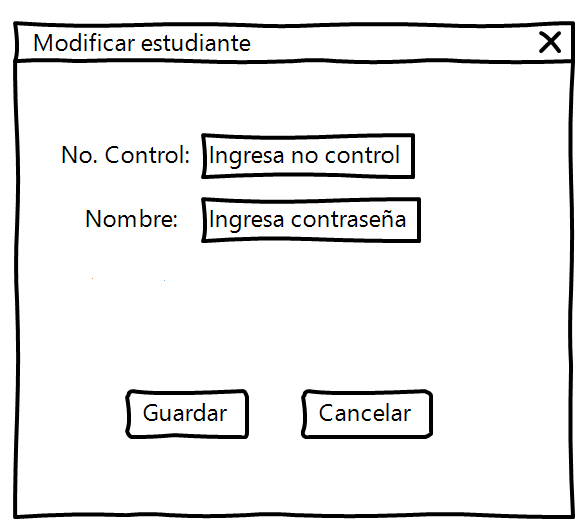 Modificar estudiante
No. Control: Ingresa no control
Nombre: Ingresa contraseña
Guardar Cancelar